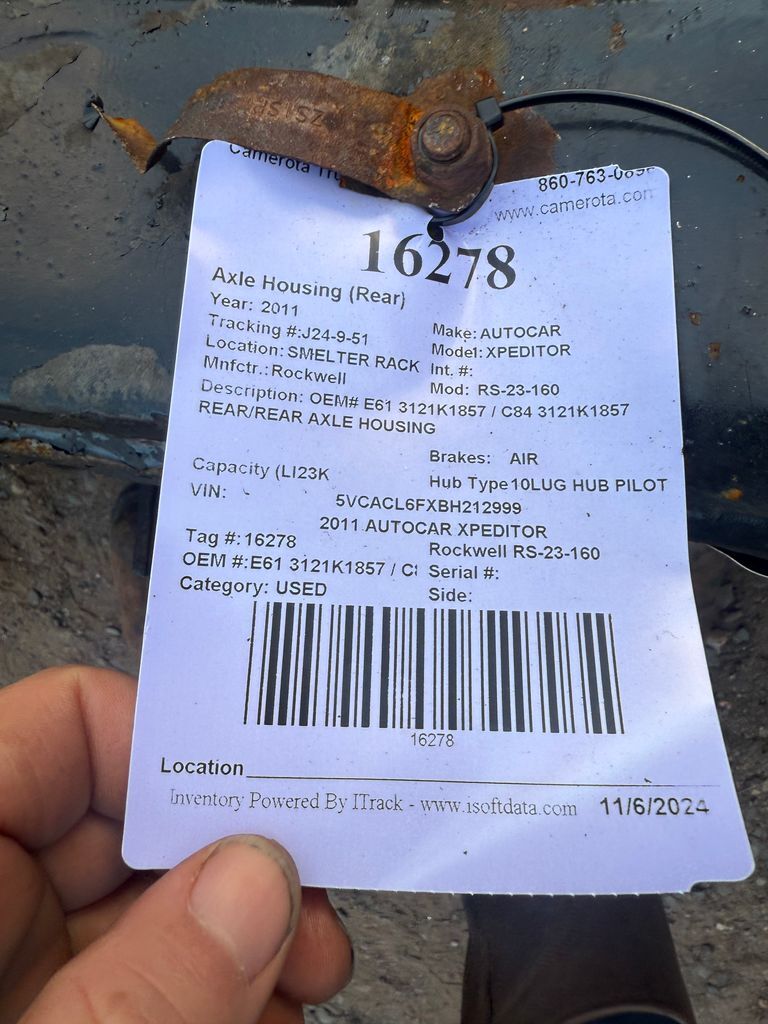 Camerota
860-763-
www.camerota.com
16278
Axle Housing (Rear)
Year: 2011
Tracking #:J24-9-51
Make: AUTOCAR
Location: SMELTER RACK
Model: XPEDITOR
Mnfctr.: Rockwell
Int. #:
Mod: RS-23-160
Description: OEM# E61 3121K1857 / C84 3121K1857
REAR/REAR AXLE HOUSING
Brakes: AIR
Capacity (LI23K
Hub Type10LUG HUB PILOT
VIN: 5VCACL6FXBH212999
2011 AUTOCAR XPEDITOR
Tag #: 16278
Rockwell RS-23-160
OEM #:E61 3121K1857 /
Serial #:
Category: USED
Side:
16278
Location
Inventory Powered By ITrack - www.isoftdata.com 11/6/2024